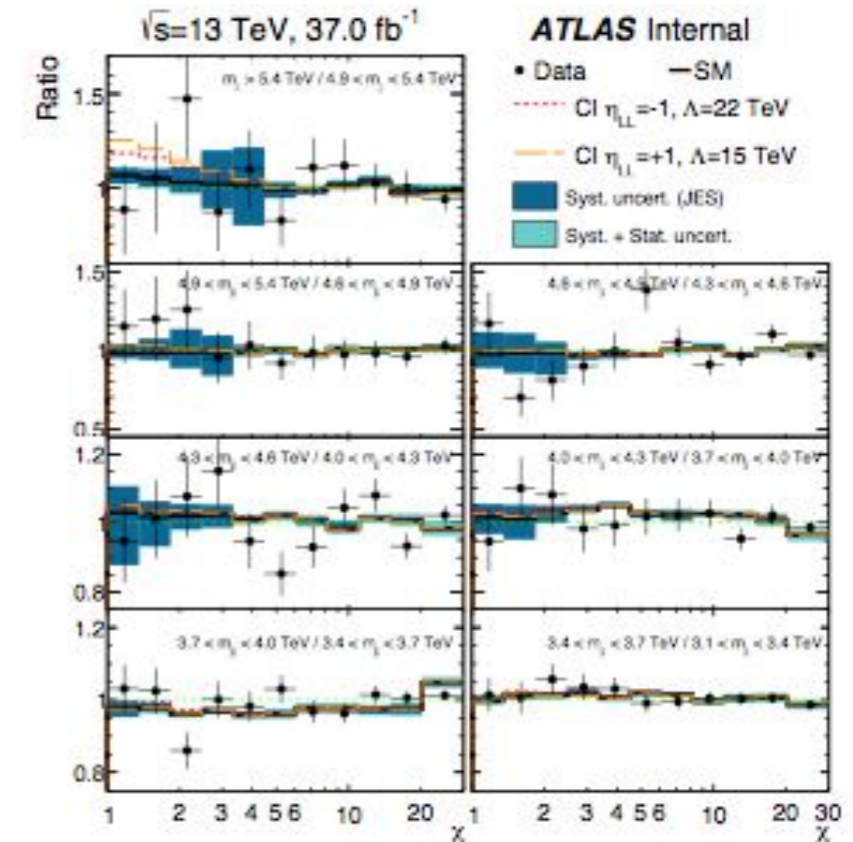 √s=13 TeV, 37.0 fb⁻¹
ATLAS Internal
Ratio
m_jj > 5.4 TeV / 4.9 < m_jj < 5.4 TeV
1.5
1
Data
SM
CI η_LL=-1, Λ=22 TeV
CI η_LL=+1, Λ=15 TeV
Syst. uncert. (JES)
Syst. + Stat. uncert.
4.9 < m_jj < 5.4 TeV / 4.6 < m_jj < 4.9 TeV
1.5
1
0.5
4.6 < m_jj < 4.9 TeV / 4.3 < m_jj < 4.6 TeV
4.3 < m_jj < 4.6 TeV / 4.0 < m_jj < 4.3 TeV
1.2
1
0.8
4.0 < m_jj < 4.3 TeV / 3.7 < m_jj < 4.0 TeV
3.7 < m_jj < 4.0 TeV / 3.4 < m_jj < 3.7 TeV
1.2
1
0.8
3.4 < m_jj < 3.7 TeV / 3.1 < m_jj < 3.4 TeV
1 2 3 4 5 6 10 20
χ
1 2 3 4 5 6 10 20 30
χ